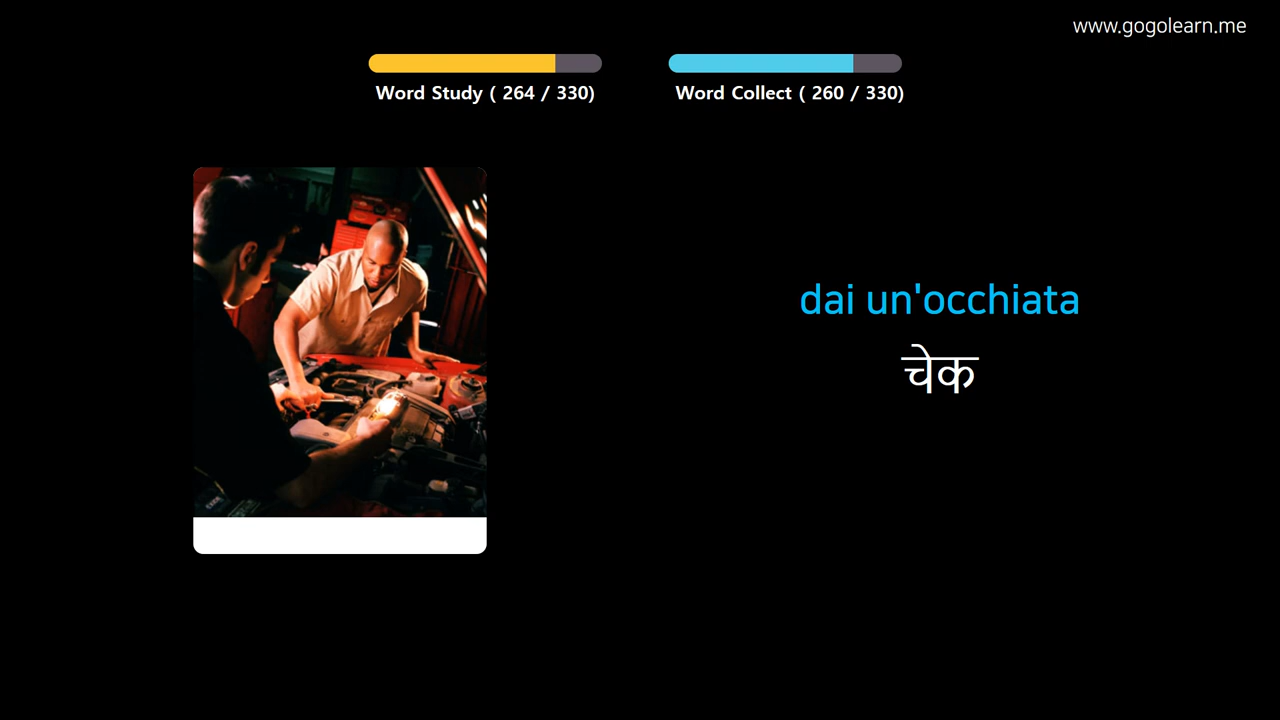 www.gogolearn.me
Word Study ( 264 / 330)
Word Collect ( 260 / 330)
dai un'occhiata
चेक